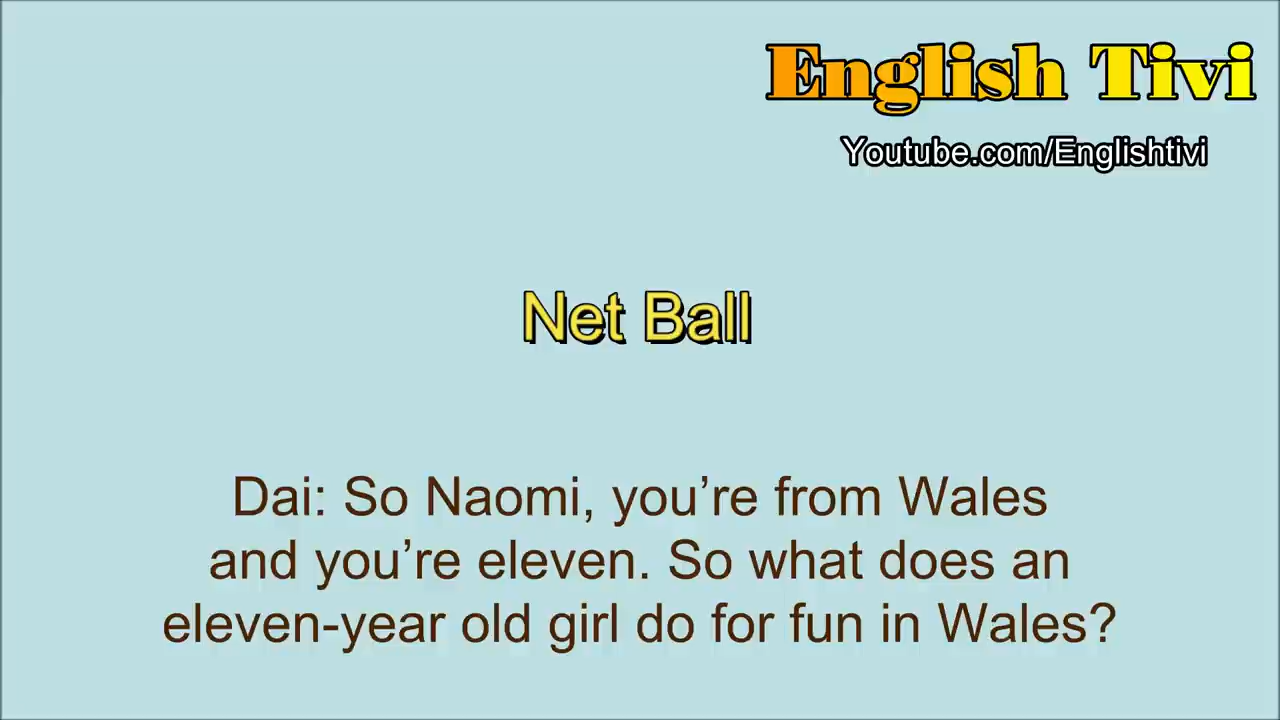 English Tivi
Youtube.com/Englishtivi
Net Ball
Dai: So Naomi, you’re from Wales
and you’re eleven. So what does an
eleven-year old girl do for fun in Wales?